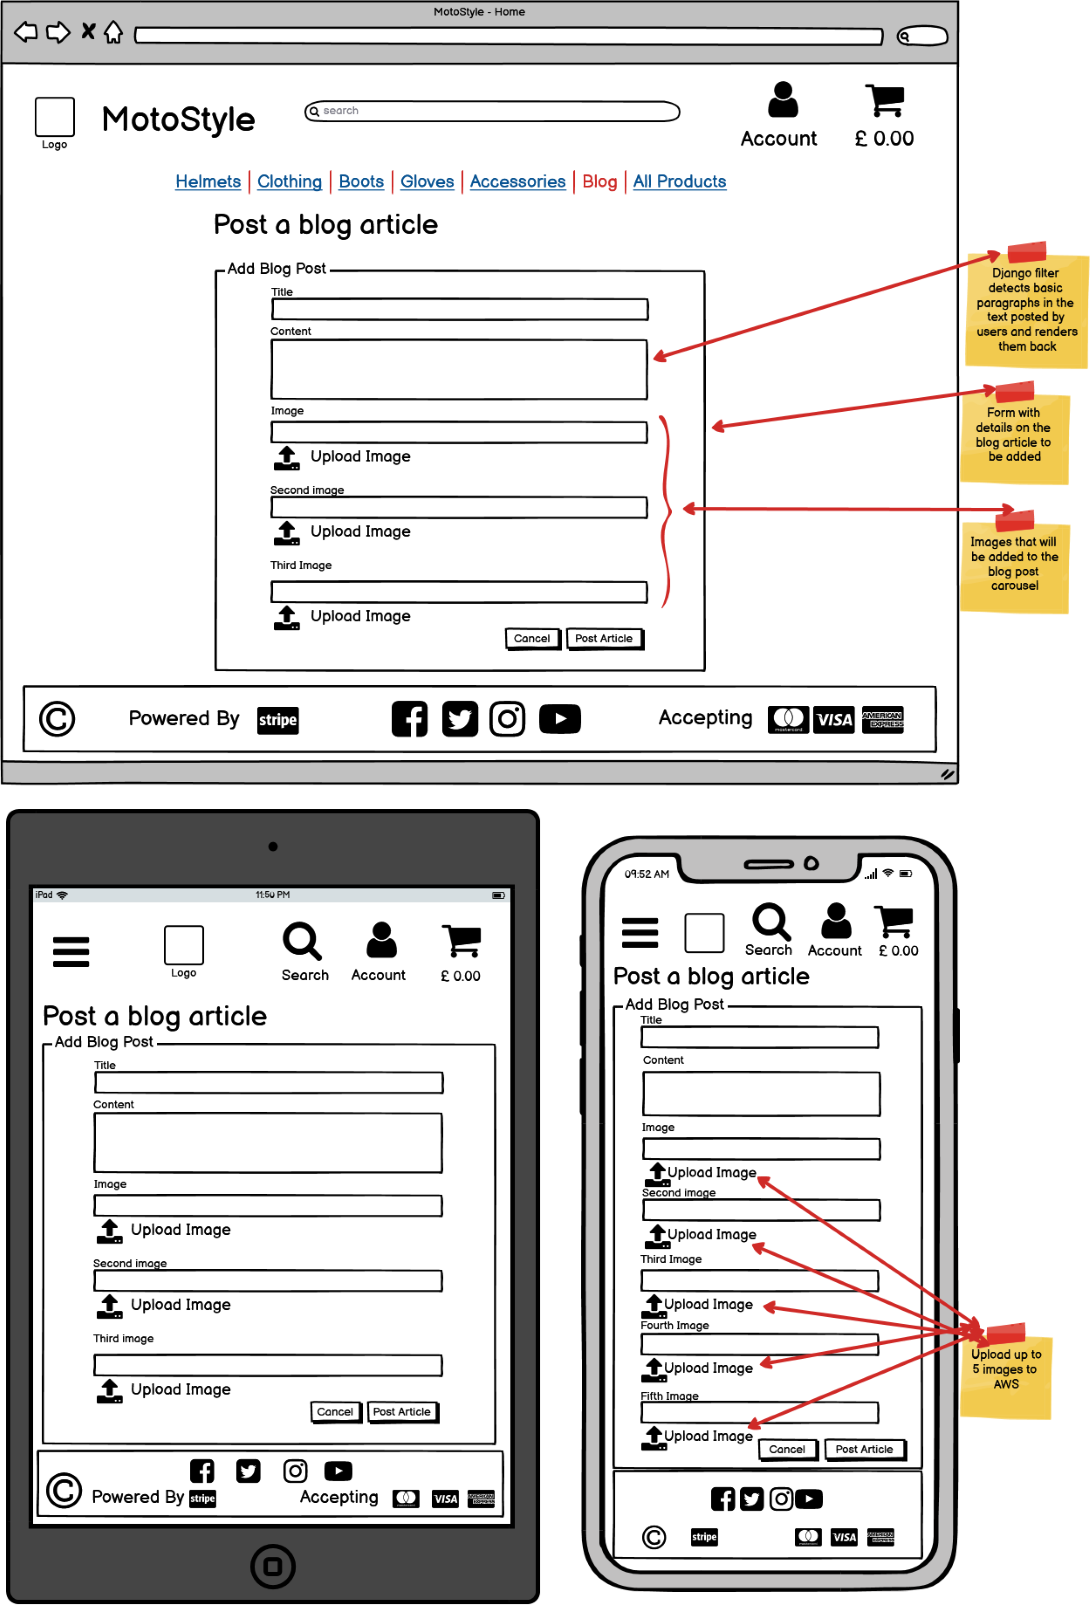 MotoStyle - Home
Logo
MotoStyle
search
Account
£ 0.00
Helmets
Clothing
Boots
Gloves
Accessories
Blog
All Products
Post a blog article
Add Blog Post
Title
Content
Image
Upload Image
Second image
Upload Image
Third Image
Upload Image
Cancel
Post Article
Django filter
detects basic
paragraphs in
the text posted by
users and renders
them back
Form with
details on the
blog article to
be added
Images that will
be added to the
blog post
carousel
Powered By
stripe
Accepting
mastercard
VISA
AMERICAN
EXPRESS
iPad
11:50 PM
Logo
Search
Account
£ 0.00
Post a blog article
Add Blog Post
Title
Content
Image
Upload Image
Second image
Upload Image
Third image
Upload Image
Cancel
Post Article
Powered By
stripe
Accepting
VISA
AMERICAN
EXPRESS
09:52 AM
Search
Account
£ 0.00
Post a blog article
Add Blog Post
Title
Content
Image
Upload Image
Second image
Upload Image
Third Image
Upload Image
Fourth Image
Upload Image
Fifth Image
Upload Image
Cancel
Post Article
Upload up to
5 images to
AWS
stripe
VISA
AMERICAN
EXPRESS